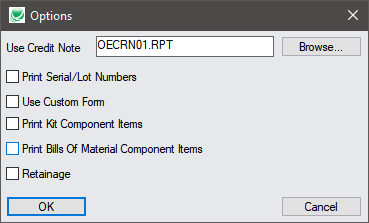 Options
Use Credit Note OECRN01.RPT Browse...
Print Serial/Lot Numbers
Use Custom Form
Print Kit Component Items
Print Bills Of Material Component Items
Retainage
OK Cancel